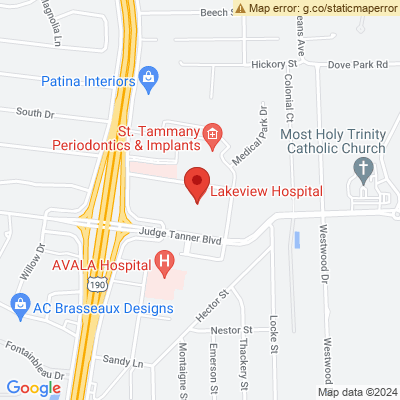 Map error: g.co/staticmaperror
Beech St
Magnolia Ln
Hickory St
Dove Park Rd
Patina Interiors
South Dr
Colonial Ct
St. Tammany
Periodontics & Implants
Medical Park Dr
Most Holy Trinity
Catholic Church
Lakeview Hospital
Judge Tanner Blvd
Willow Dr
AVALA Hospital
H
190
Westwood Dr
AC Brasseaux Designs
Hector St
Locke St
Nestor St
Fontainbleau Dr
Sandy Ln
Montaigne S
Emerson St
Thackery St
Westwood Dr
Google
Map data ©2024